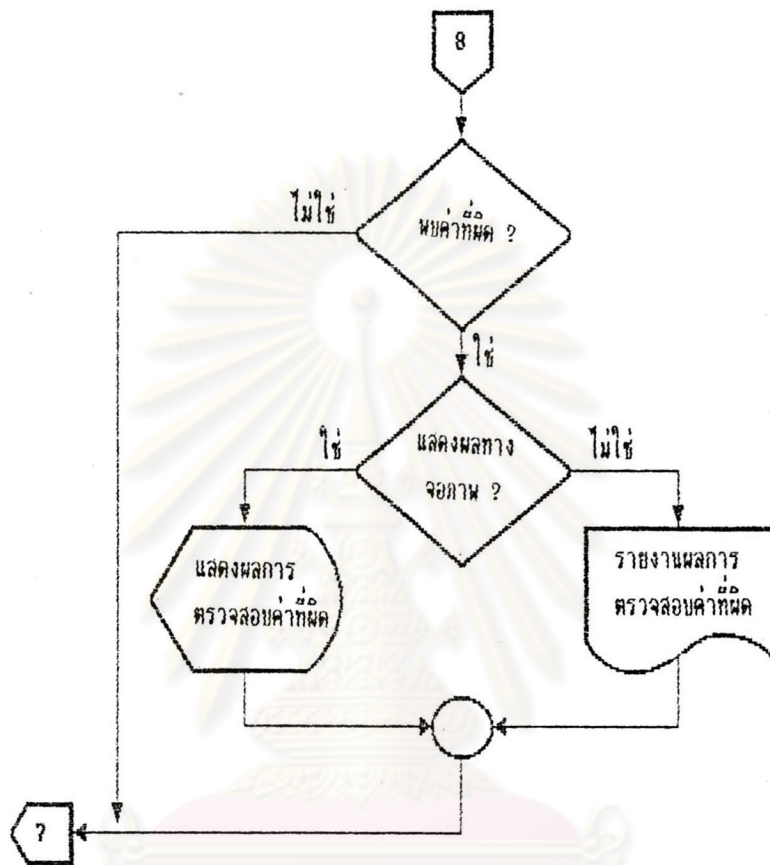 8
ไม่ใช่
พบค่าที่ผิด ?
ใช่
ใช่
แสดงผลทาง
จอภาพ ?
ไม่ใช่
แสดงผลการ
ตรวจสอบค่าที่ผิด
รายงานผลการ
ตรวจสอบค่าที่ผิด
7